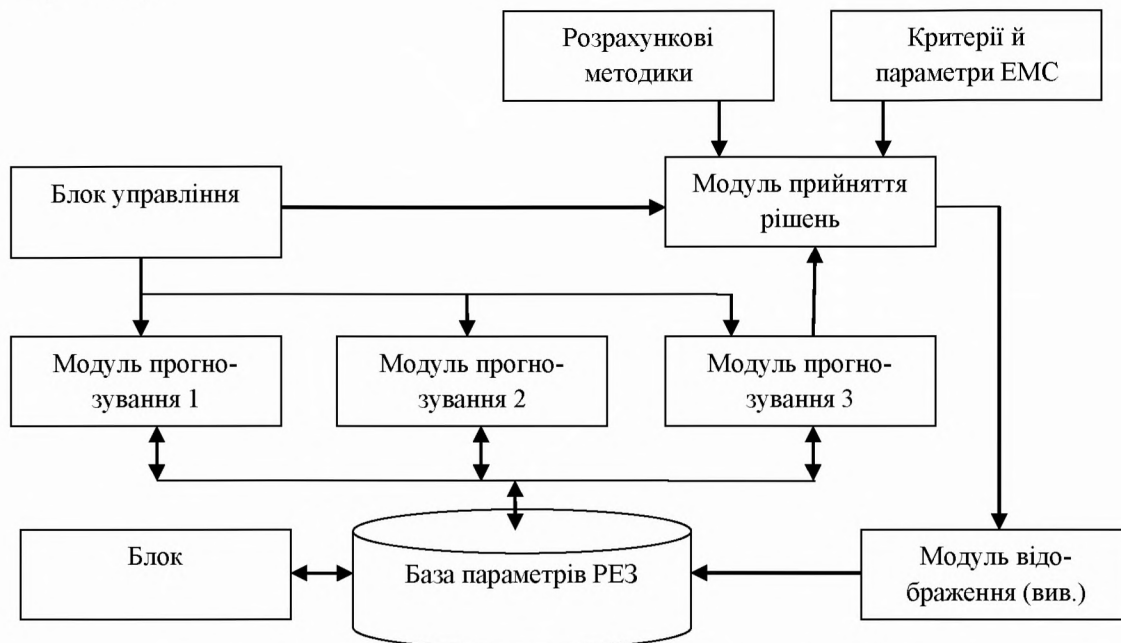 Розрахункові
методики
Критерії й
параметри ЕМС
Блок управління
Модуль прийняття
рішень
Модуль прогно-
зування 1
Модуль прогно-
зування 2
Модуль прогно-
зування 3
Блок
База параметрів РЕЗ
Модуль відо-
браження (вив.)